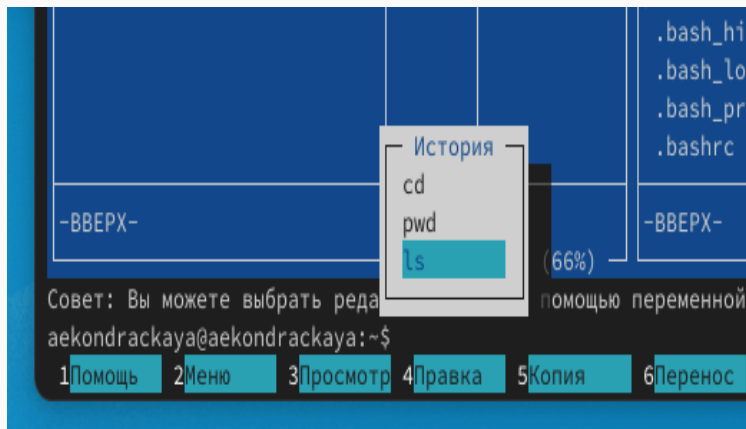 .bash_hi
.bash_lo
.bash_pr
.bashrc
История
cd
pwd
ls
-ВВЕРХ-
(66%)
-ВВЕРХ-
Совет: Вы можете выбрать реда помощью переменной
aekondrackaya@aekondrackaya:~$
1Помощь 2Меню 3Просмотр 4Правка 5Копия 6Перенос